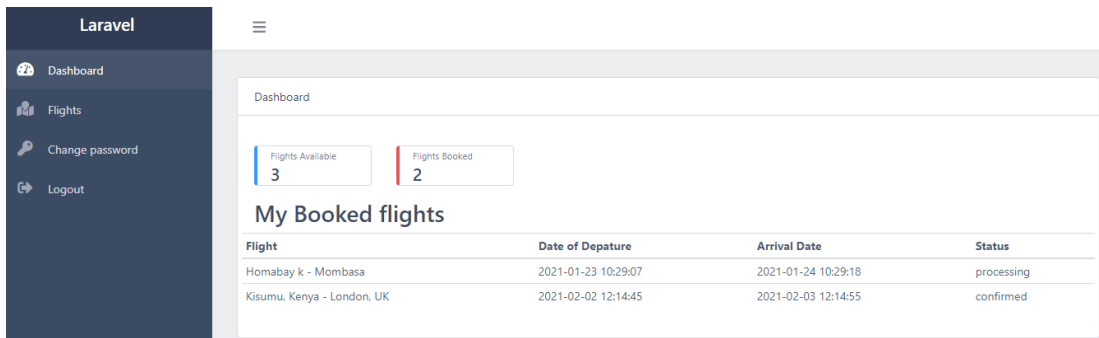 Laravel
Dashboard
Flights
Change password
Logout
Dashboard
Flights Available
3
Flights Booked
2
My Booked flights
Flight Date of Depature Arrival Date Status
Homabay k - Mombasa 2021-01-23 10:29:07 2021-01-24 10:29:18 processing
Kisumu, Kenya - London, UK 2021-02-02 12:14:45 2021-02-03 12:14:55 confirmed